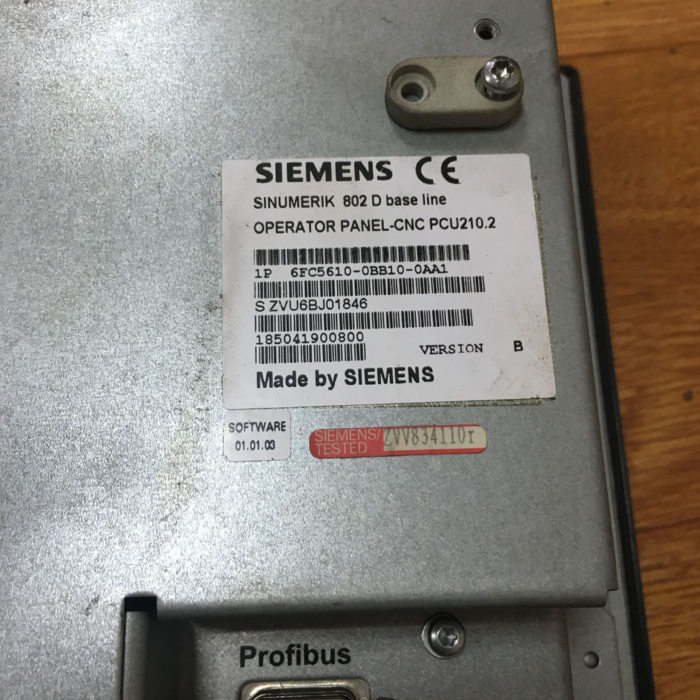 SIEMENS CE
SINUMERIK 802 D base line
OPERATOR PANEL-CNC PCU210.2
1P 6FC5610-0BB10-0AA1
S ZVU6BJ01846
185041900800
VERSION B
Made by SIEMENS
SOFTWARE
01.01.03
SIEMENS/
TESTED
ZVV834110r
Profibus